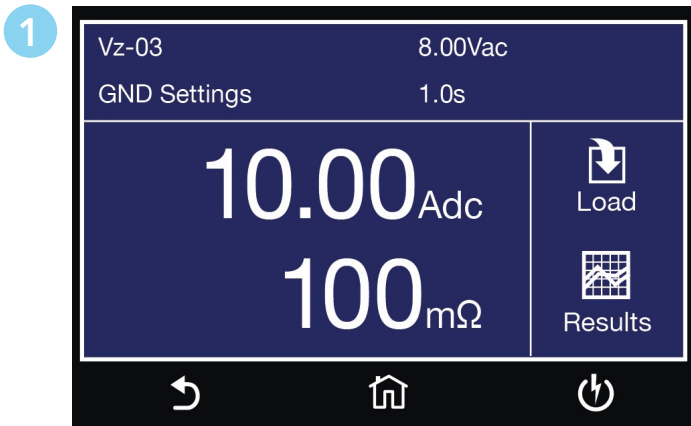 1
Vz-03 8.00Vac
GND Settings 1.0s
10.00Adc
100mΩ
Load
Results